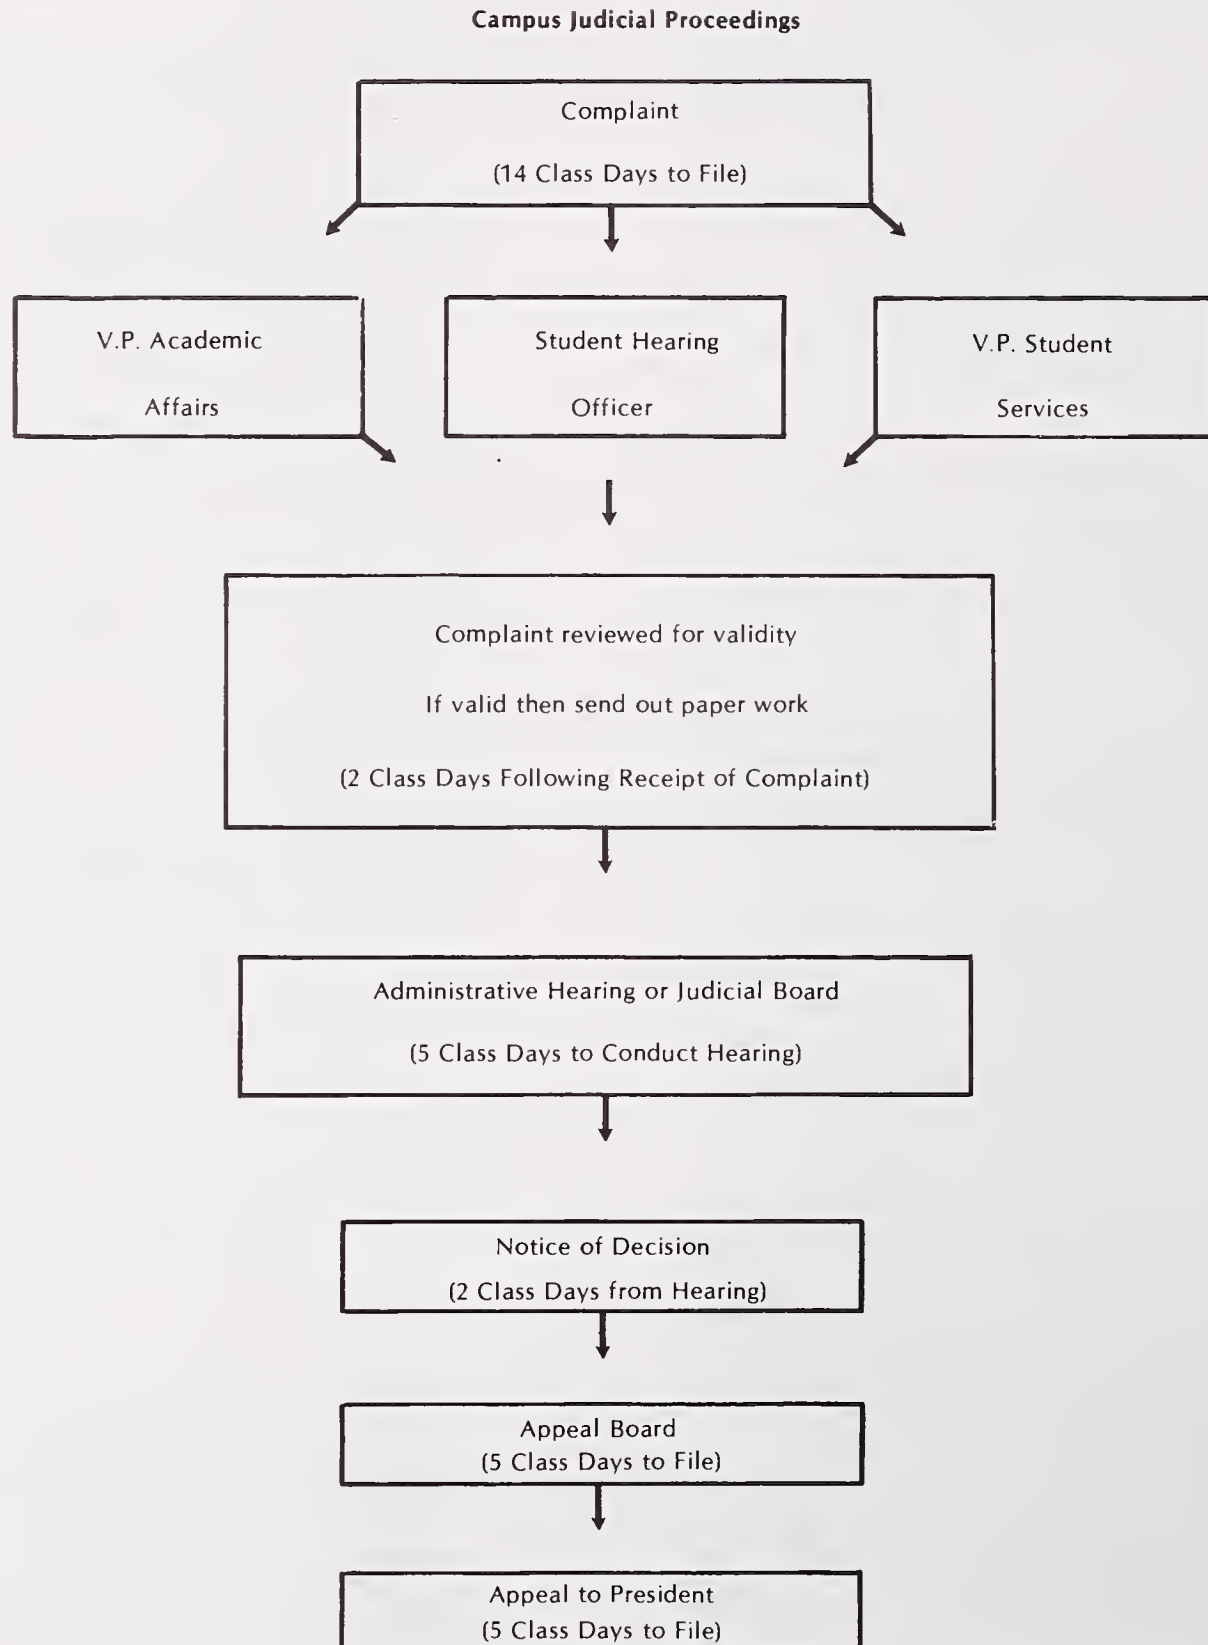 Campus Judicial Proceedings
Complaint
(14 Class Days to File)
V.P. Academic
Affairs
Student Hearing
Officer
V.P. Student
Services
Complaint reviewed for validity
If valid then send out paper work
(2 Class Days Following Receipt of Complaint)
Administrative Hearing or Judicial Board
(5 Class Days to Conduct Hearing)
Notice of Decision
(2 Class Days from Hearing)
Appeal Board
(5 Class Days to File)
Appeal to President
(5 Class Days to File)